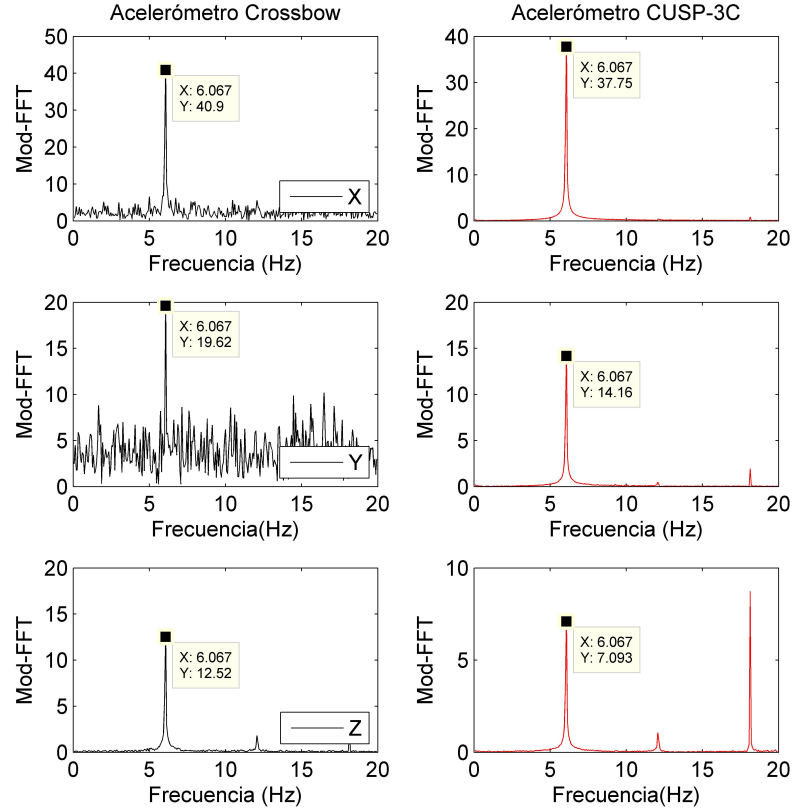 Acelerómetro Crossbow
Acelerómetro CUSP-3C
50
40
30
20
10
0
Mod-FFT
X: 6.067
Y: 40.9
X
0 5 10 15 20
Frecuencia (Hz)
40
30
20
10
0
Mod-FFT
X: 6.067
Y: 37.75
0 5 10 15 20
Frecuencia (Hz)
20
15
10
5
0
Mod-FFT
X: 6.067
Y: 19.62
Y
0 5 10 15 20
Frecuencia(Hz)
20
15
10
5
0
Mod-FFT
X: 6.067
Y: 14.16
0 5 10 15 20
Frecuencia (Hz)
20
15
10
5
0
Mod-FFT
X: 6.067
Y: 12.52
Z
0 5 10 15 20
Frecuencia (Hz)
10
5
0
Mod-FFT
X: 6.067
Y: 7.093
0 5 10 15 20
Frecuencia(Hz)